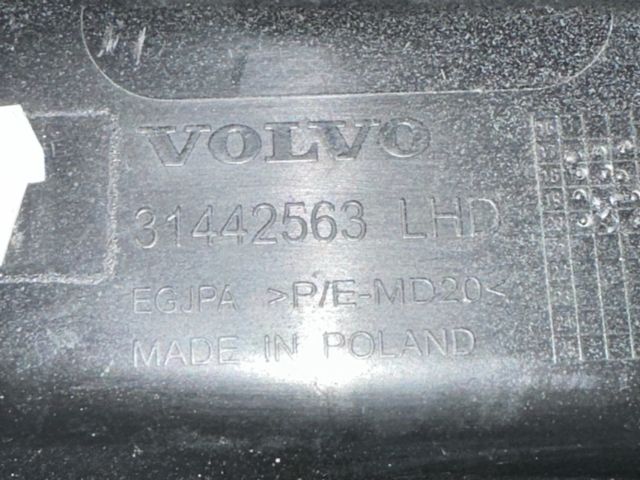 VOLVO
31442563 LHD
EGJPA >P/E-MD20<
MADE IN POLAND